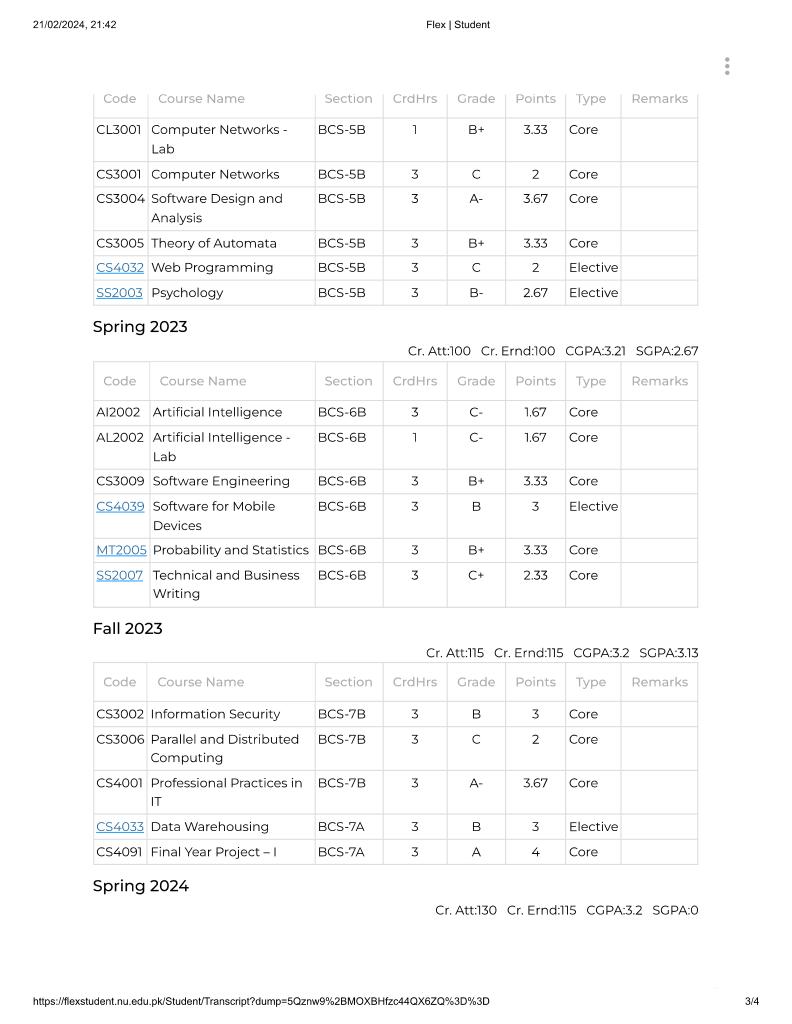 21/02/2024, 21:42 Flex | Student
Code Course Name Section CrdHrs Grade Points Type Remarks
CL3001 Computer Networks - BCS-5B 1 B+ 3.33 Core
Lab
CS3001 Computer Networks BCS-5B 3 C 2 Core
CS3004 Software Design and BCS-5B 3 A- 3.67 Core
Analysis
CS3005 Theory of Automata BCS-5B 3 B+ 3.33 Core
CS4032 Web Programming BCS-5B 3 C 2 Elective
SS2003 Psychology BCS-5B 3 B- 2.67 Elective
Spring 2023
Cr. Att:100 Cr. Ernd:100 CGPA:3.21 SGPA:2.67
Code Course Name Section CrdHrs Grade Points Type Remarks
AI2002 Artificial Intelligence BCS-6B 3 C- 1.67 Core
AL2002 Artificial Intelligence - BCS-6B 1 C- 1.67 Core
Lab
CS3009 Software Engineering BCS-6B 3 B+ 3.33 Core
CS4039 Software for Mobile BCS-6B 3 B 3 Elective
Devices
MT2005 Probability and Statistics BCS-6B 3 B+ 3.33 Core
SS2007 Technical and Business BCS-6B 3 C+ 2.33 Core
Writing
Fall 2023
Cr. Att:115 Cr. Ernd:115 CGPA:3.2 SGPA:3.13
Code Course Name Section CrdHrs Grade Points Type Remarks
CS3002 Information Security BCS-7B 3 B 3 Core
CS3006 Parallel and Distributed BCS-7B 3 C 2 Core
Computing
CS4001 Professional Practices in BCS-7B 3 A- 3.67 Core
IT
CS4033 Data Warehousing BCS-7A 3 B 3 Elective
CS4091 Final Year Project – I BCS-7A 3 A 4 Core
Spring 2024
Cr. Att:130 Cr. Ernd:115 CGPA:3.2 SGPA:0
https://flexstudent.nu.edu.pk/Student/Transcript?dump=5Qznw9%2BMOXBHfzc44QX6ZQ%3D%3D 3/4